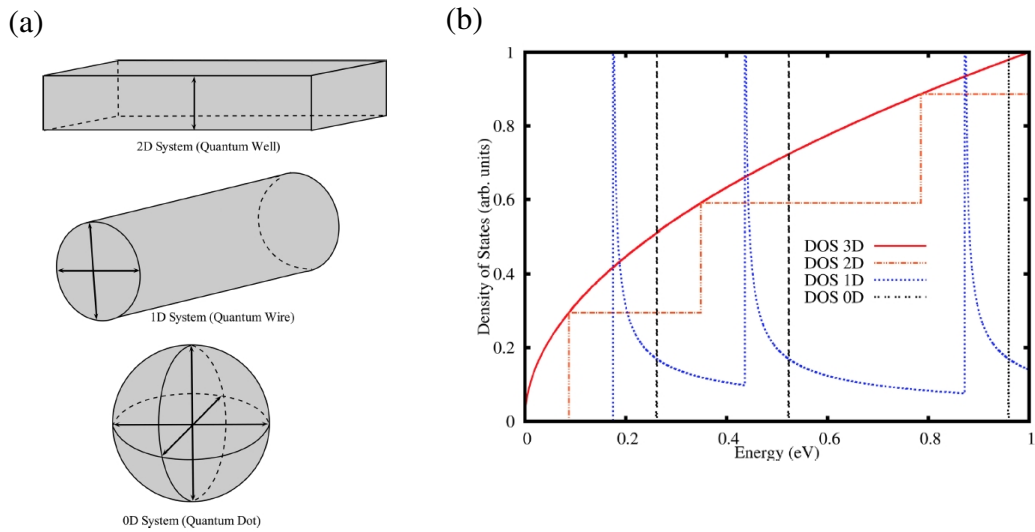 (a)
2D System (Quantum Well)
1D System (Quantum Wire)
0D System (Quantum Dot)
(b)
Density of States (arb. units)
1
0.8
0.6
0.4
0.2
0
DOS 3D
DOS 2D
DOS 1D
DOS 0D
0
0.2
0.4
0.6
0.8
1
Energy (eV)